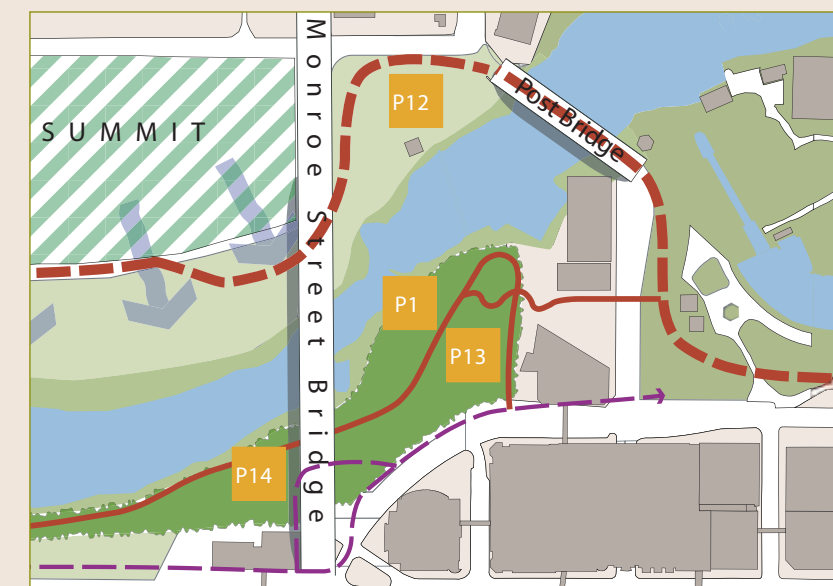 Monroe Street Bridge
P12
Post Bridge
SUMMIT
P1
P13
P14